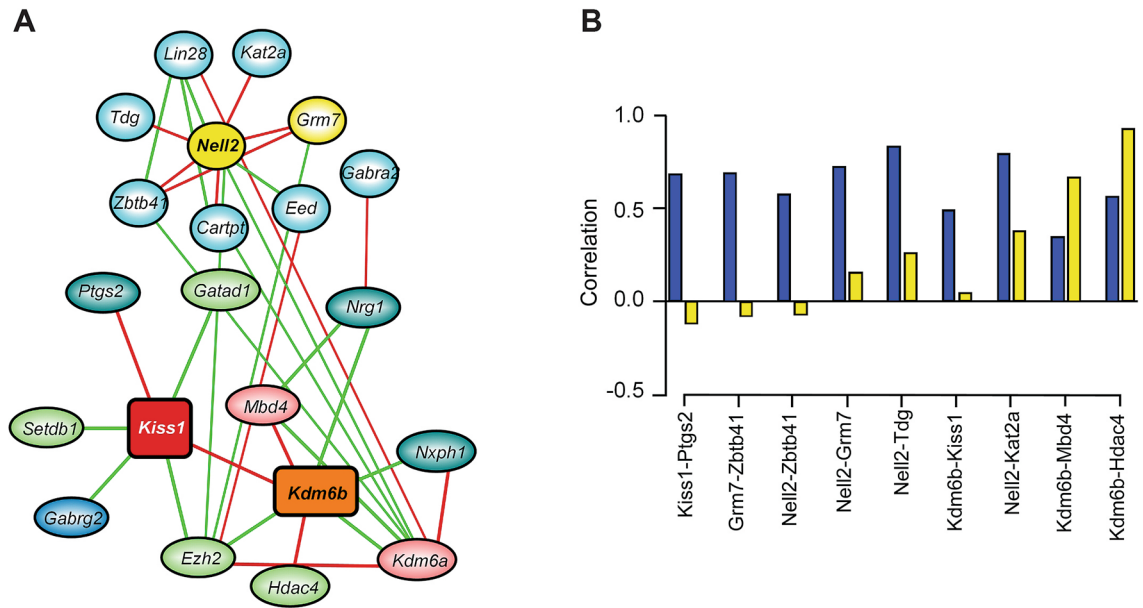 A
B
Lin28
Kat2a
Tdg
Grm7
Nell2
Gabra2
Zbtb41
Eed
Cartpt
Ptgs2
Gatad1
Nrg1
Mbd4
Setdb1
Kiss1
Nxph1
Kdm6b
Gabrg2
Ezh2
Kdm6a
Hdac4
Correlation
1.0
0.5
0.0
-0.5
Kiss1-Ptgs2
Grm7-Zbtb41
Nell2-Zbtb41
Nell2-Grm7
Nell2-Tdg
Kdm6b-Kiss1
Nell2-Kat2a
Kdm6b-Mbd4
Kdm6b-Hdac4